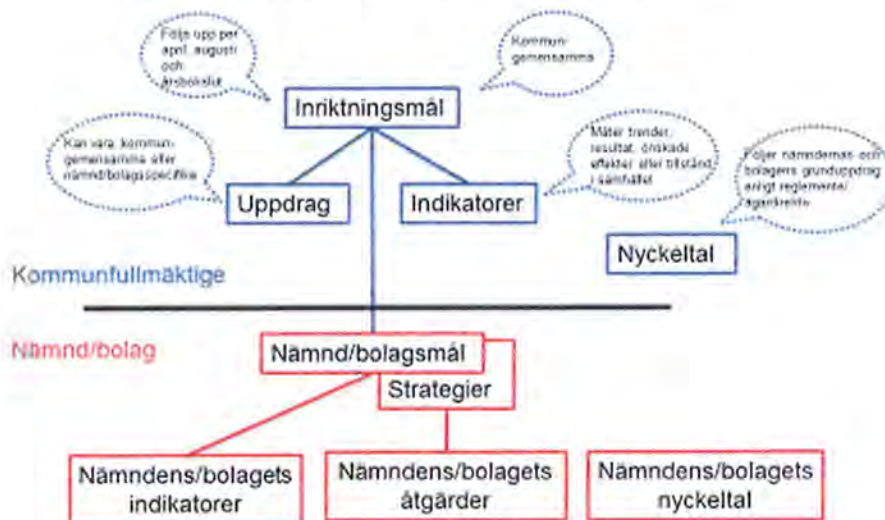 Följs upp per
april, augusti
och
årsbokslut
Kommun-
gemensamma
Inriktningsmål
Kan vara kommun-
gemensamma eller
nämnd/bolagsspecifika
Mäter trender,
resultat, önskade
effekter eller tillstånd
i samhället
Följer nämndernas och
bolagens grunduppdrag
enligt reglemente/
ägardirektiv
Uppdrag
Indikatorer
Nyckeltal
Kommunfullmäktige
Nämnd/bolag
Nämnd/bolagsmål
Strategier
Nämndens/bolagets
indikatorer
Nämndens/bolagets
åtgärder
Nämndens/bolagets
nyckeltal